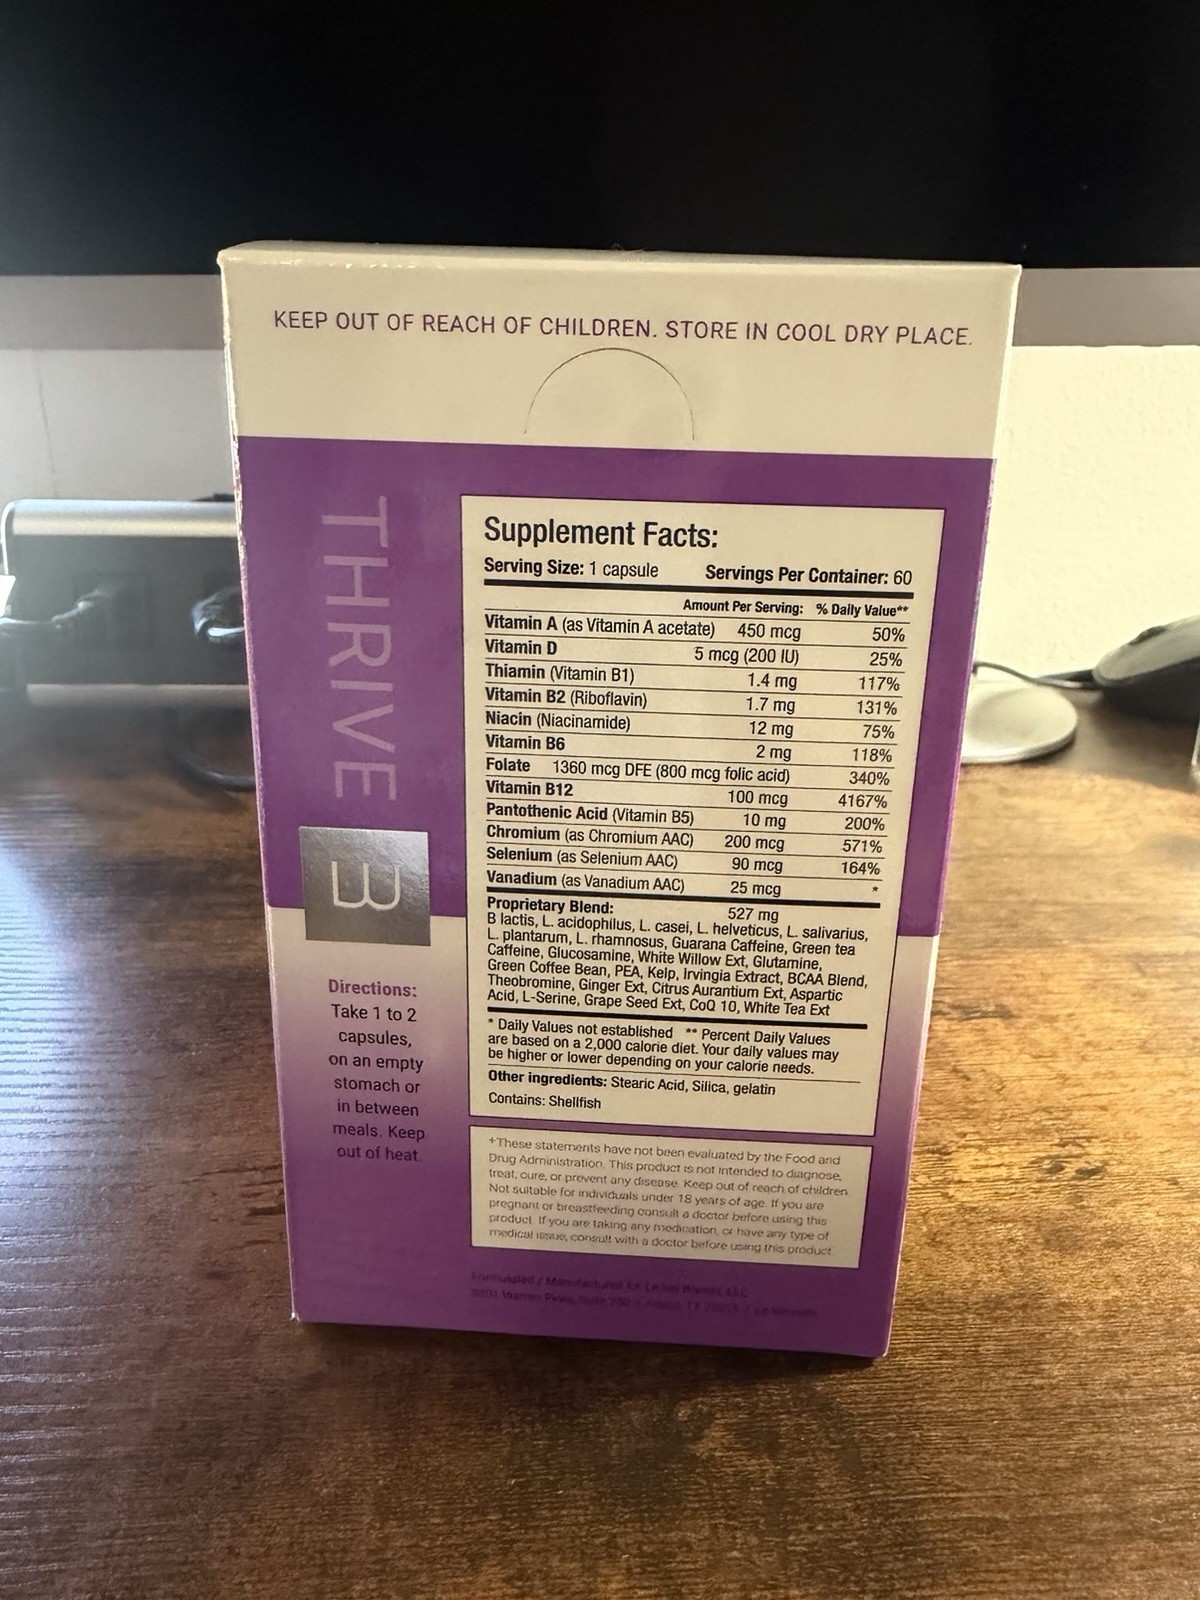 KEEP OUT OF REACH OF CHILDREN. STORE IN COOL DRY PLACE.
THRIVE
W
Directions:
Take 1 to 2
capsules,
on an empty
stomach or
in between
meals. Keep
out of heat.
Supplement Facts:
Serving Size: 1 capsule Servings Per Container: 60
Amount Per Serving: % Daily Value**
Vitamin A (as Vitamin A acetate) 450 mcg 50%
Vitamin D 5 mcg (200 IU) 25%
Thiamin (Vitamin B1) 1.4 mg 117%
Vitamin B2 (Riboflavin) 1.7 mg 131%
Niacin (Niacinamide) 12 mg 75%
Vitamin B6 2 mg 118%
Folate 1360 mcg DFE (800 mcg folic acid) 340%
Vitamin B12 100 mcg 4167%
Pantothenic Acid (Vitamin B5) 10 mg 200%
Chromium (as Chromium AAC) 200 mcg 571%
Selenium (as Selenium AAC) 90 mcg 164%
Vanadium (as Vanadium AAC) 25 mcg *
Proprietary Blend: 527 mg
B lactis, L. acidophilus, L. casei, L. helveticus, L. salivarius,
L. plantarum, L. rhamnosus, Guarana Caffeine, Green tea
Caffeine, Glucosamine, White Willow Ext, Glutamine,
Green Coffee Bean, PEA, Kelp, Irvingia Extract, BCAA Blend,
Theobromine, Ginger Ext, Citrus Aurantium Ext, Aspartic
Acid, L-Serine, Grape Seed Ext, CoQ 10, White Tea Ext
* Daily Values not established ** Percent Daily Values
are based on a 2,000 calorie diet. Your daily values may
be higher or lower depending on your calorie needs.
Other ingredients: Stearic Acid, Silica, gelatin
Contains: Shellfish
+These statements have not been evaluated by the Food and
Drug Administration. This product is not intended to diagnose,
treat, cure, or prevent any disease. Keep out of reach of children.
Not suitable for individuals under 18 years of age. If you are
pregnant or breastfeeding consult a doctor before using this
product. If you are taking any medication, or have any type of
medical issue, consult with a doctor before using this product
Formulated / Manufactured for Le-Vel Brands, LLC
Warren Pkwy, Suite